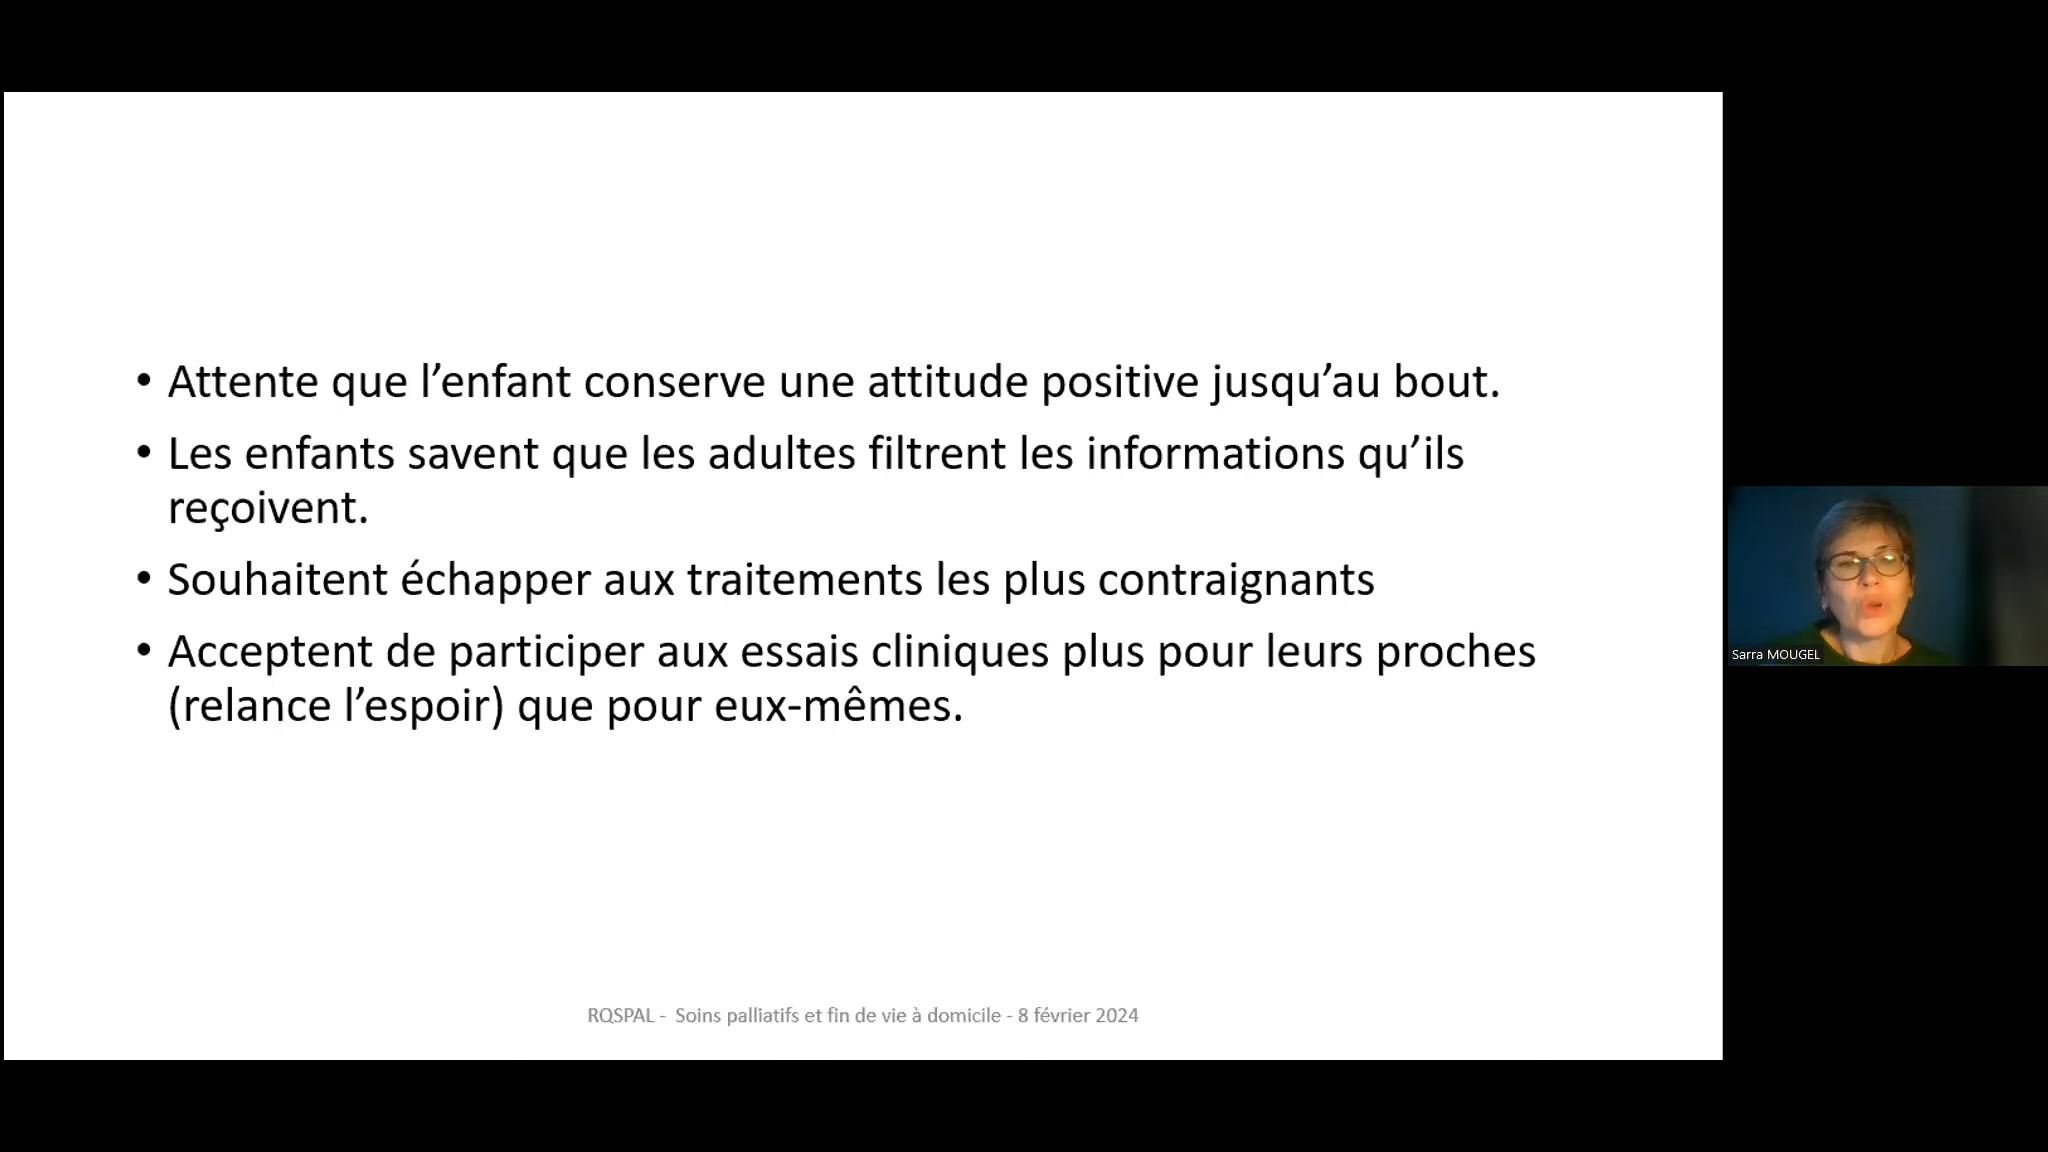 • Attente que l’enfant conserve une attitude positive jusqu’au bout.
• Les enfants savent que les adultes filtrent les informations qu’ils
reçoivent.
• Souhaitent échapper aux traitements les plus contraignants
• Acceptent de participer aux essais cliniques plus pour leurs proches
(relance l’espoir) que pour eux-mêmes.
Sarra MOUGEL
RQSPAL - Soins palliatifs et fin de vie à domicile - 8 février 2024